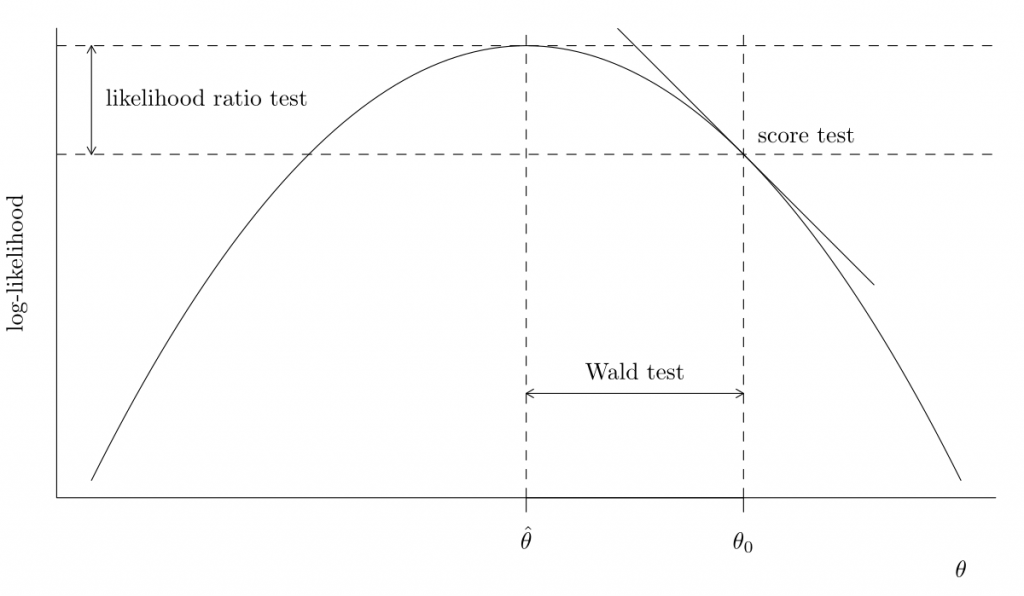 likelihood ratio test
score test
log-likelihood
Wald test
θ̂
θ₀
θ